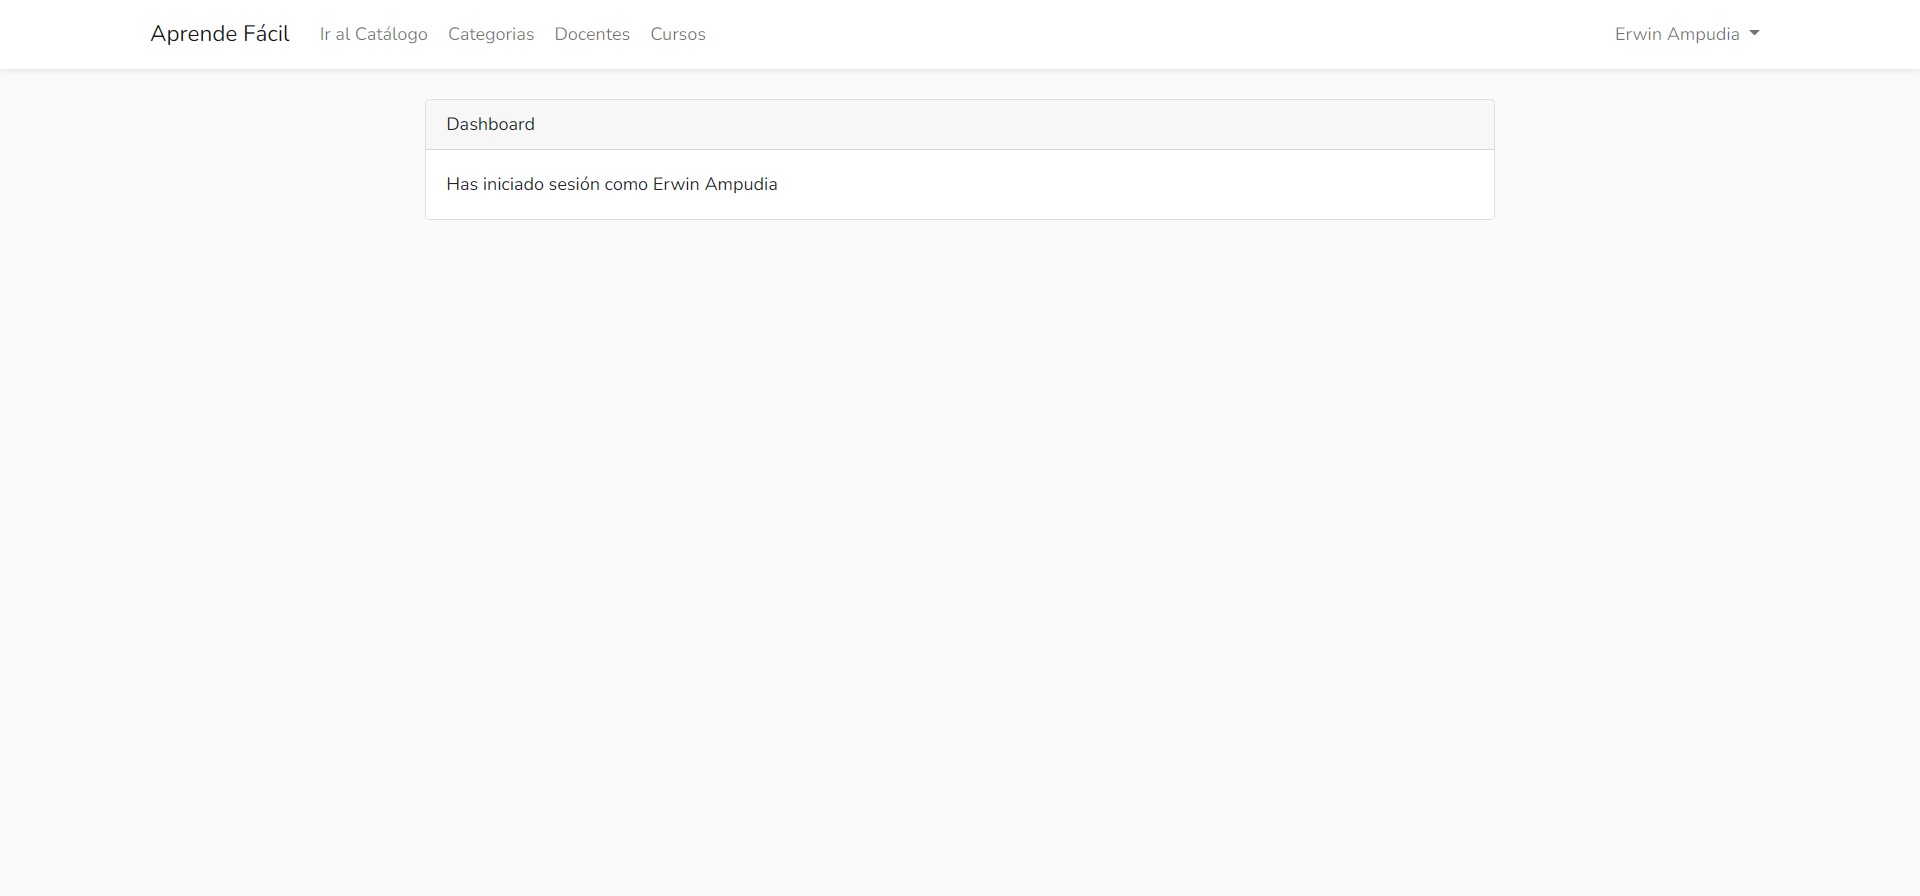 Aprende Fácil Ir al Catálogo Categorias Docentes Cursos Erwin Ampudia
Dashboard
Has iniciado sesión como Erwin Ampudia